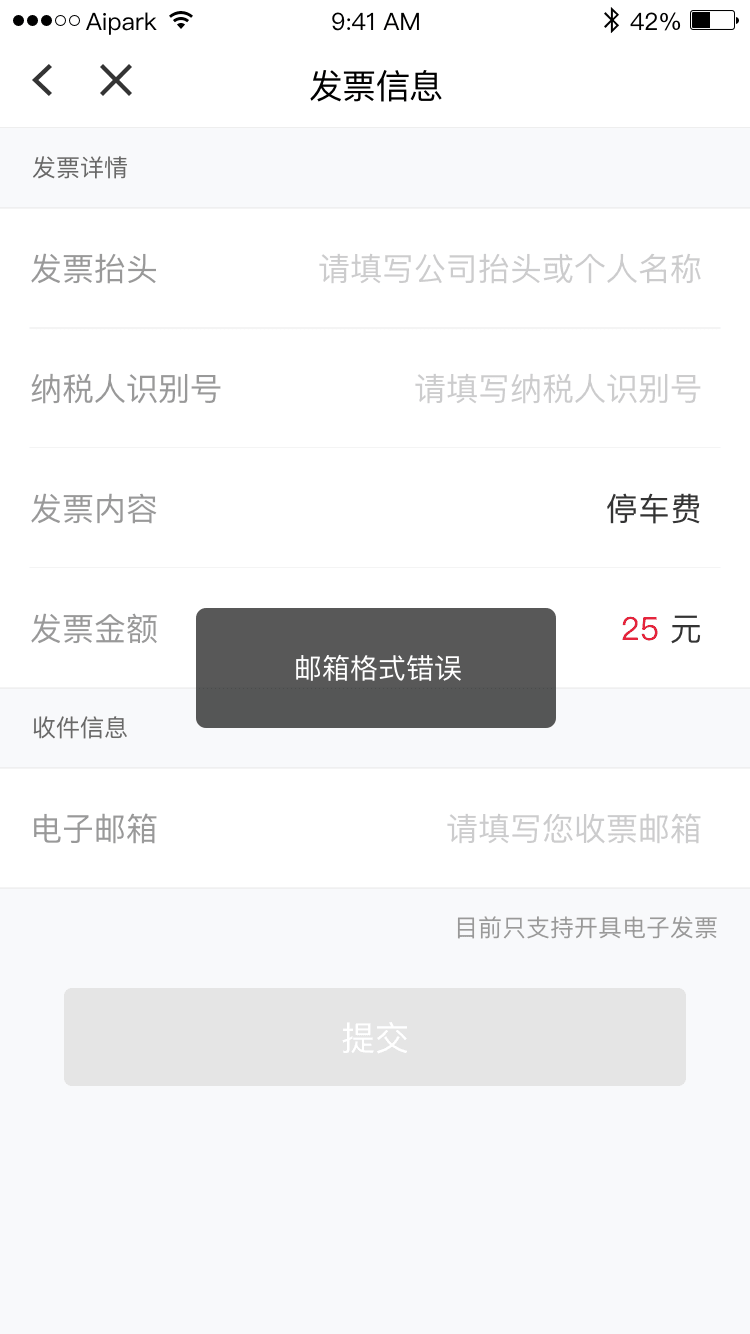 Aipark 9:41 AM 42%
发票信息
发票详情
发票抬头 请填写公司抬头或个人名称
纳税人识别号 请填写纳税人识别号
发票内容 停车费
发票金额 25 元
邮箱格式错误
收件信息
电子邮箱 请填写您收票邮箱
目前只支持开具电子发票
提交